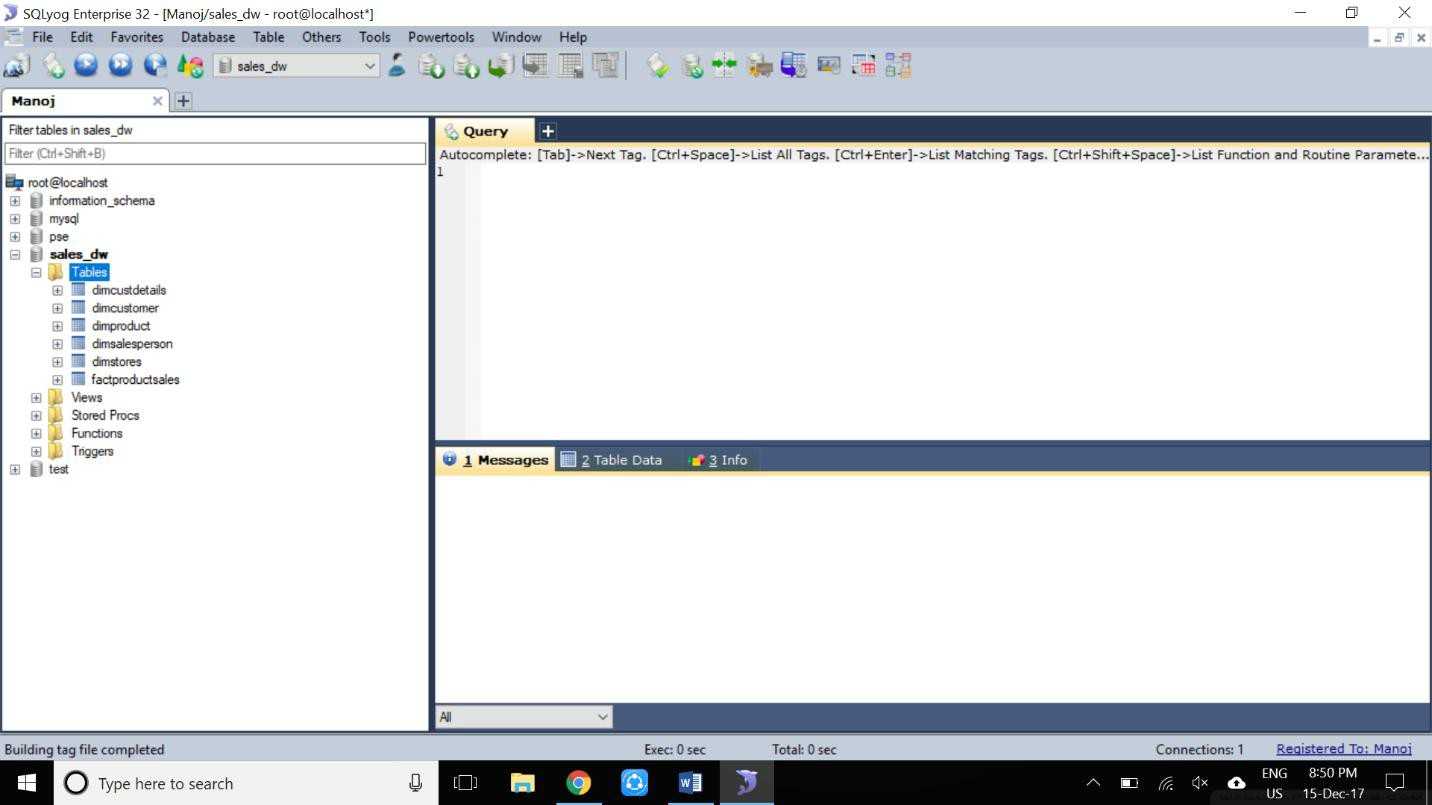 SQLyog Enterprise 32 - [Manoj/sales_dw - root@localhost*]
File Edit Favorites Database Table Others Tools Powertools Window Help
sales_dw
Manoj
Filter tables in sales_dw
Filter (Ctrl+Shift+B)
root@localhost
information_schema
mysql
pse
sales_dw
Tables
dimcustdetails
dimcustomer
dimproduct
dimsalesperson
dimstores
factproductsales
Views
Stored Procs
Functions
Triggers
test
Query
Autocomplete: [Tab]->Next Tag. [Ctrl+Space]->List All Tags. [Ctrl+Enter]->List Matching Tags. [Ctrl+Shift+Space]->List Function and Routine Paramete...
1
1 Messages 2 Table Data 3 Info
All
Building tag file completed Exec: 0 sec Total: 0 sec Connections: 1 Registered To: Manoj
Type here to search
ENG
US
8:50 PM
15-Dec-17